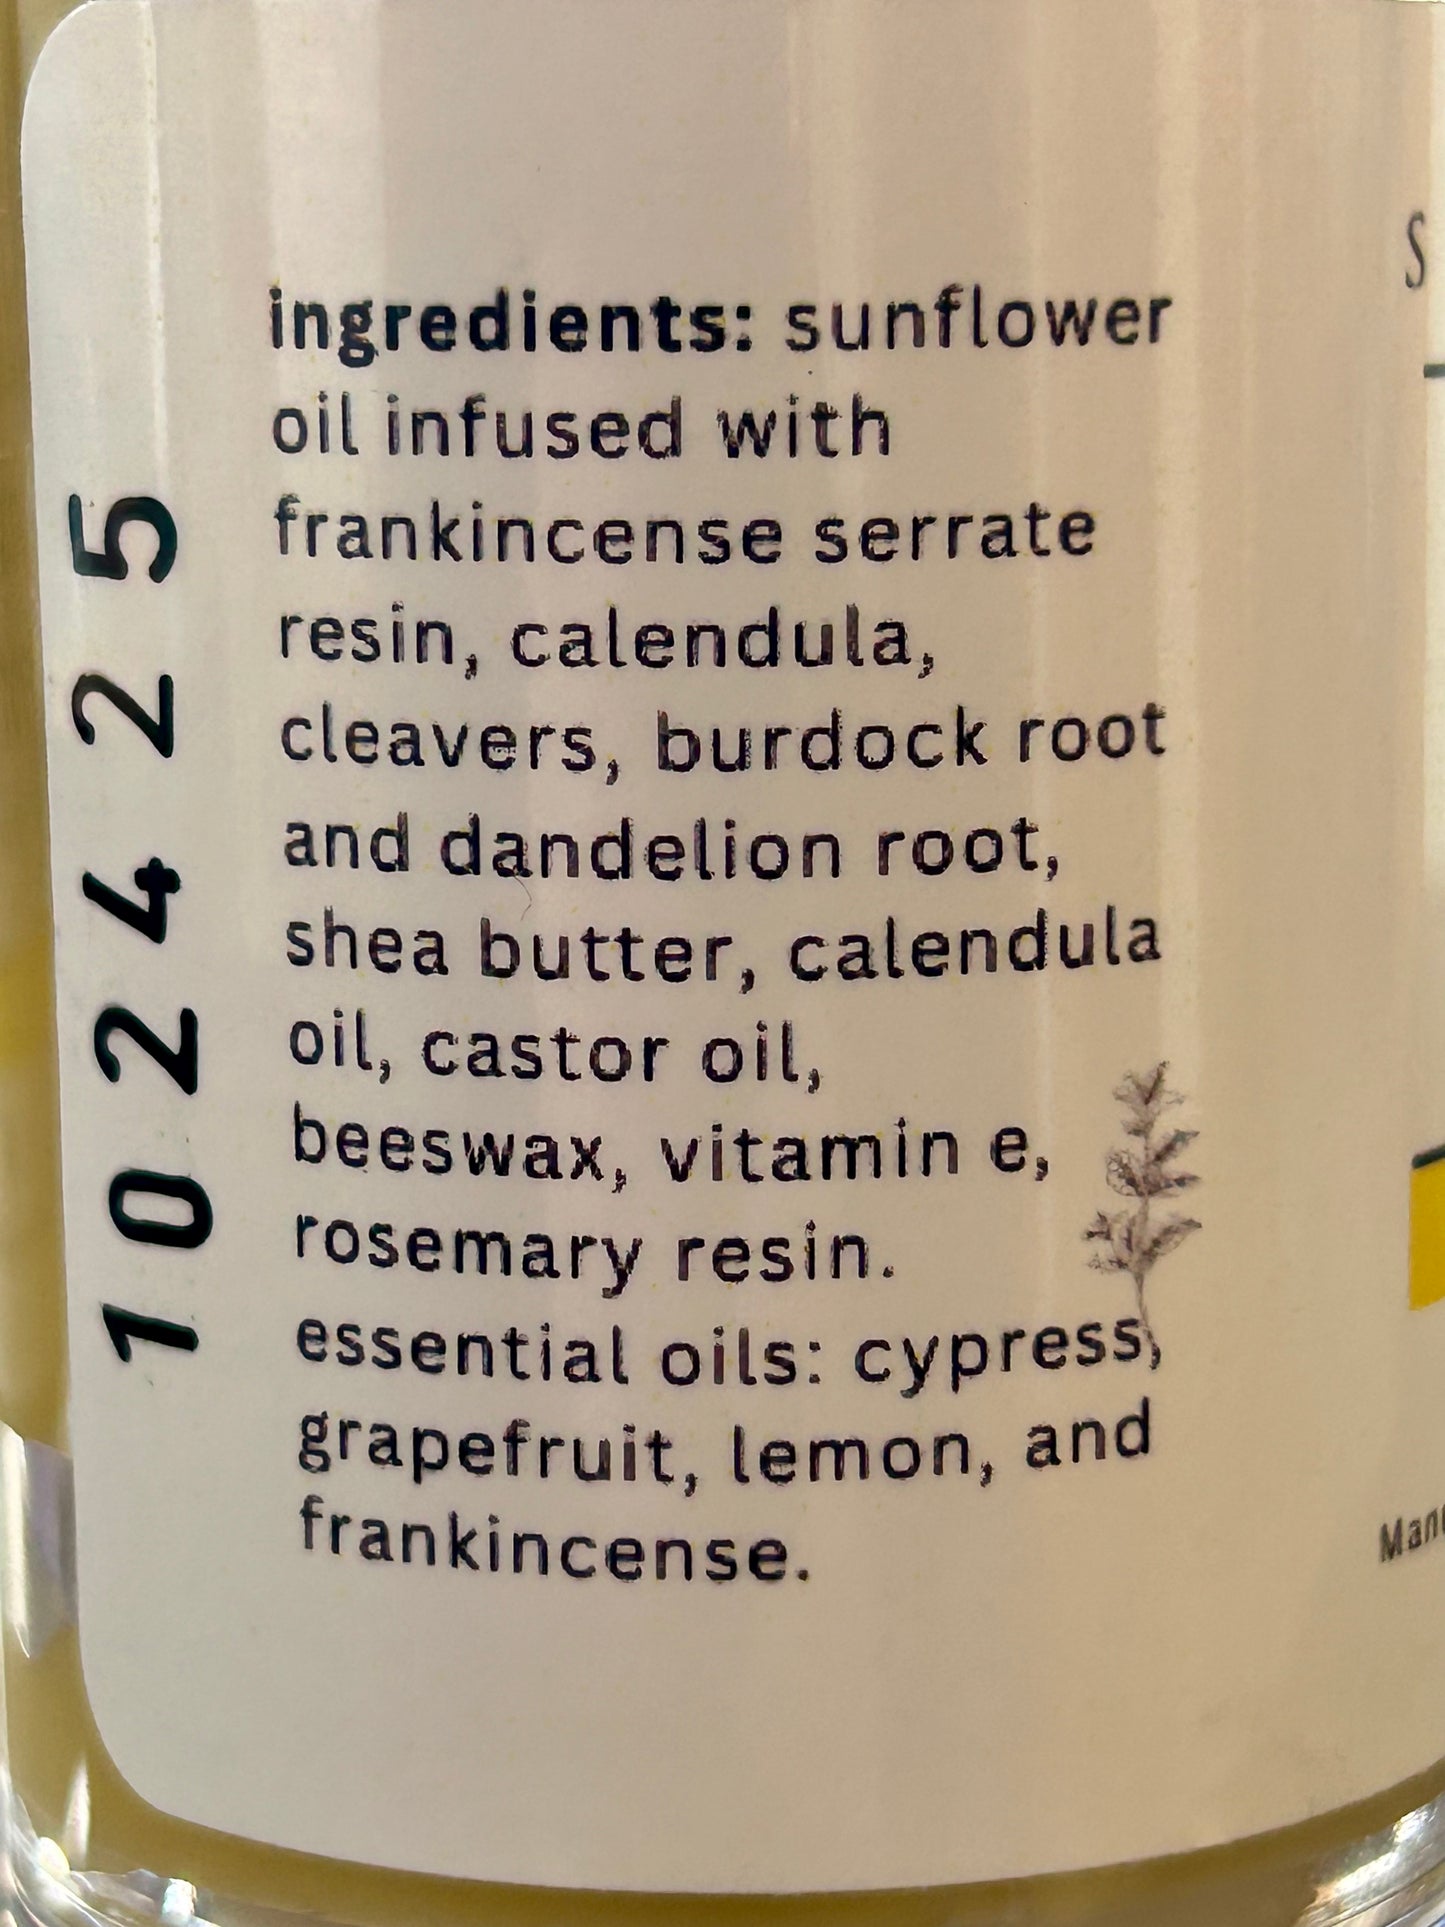 ingredients: sunflower
oil infused with
frankincense serrate
resin, calendula,
cleavers, burdock root
and dandelion root,
shea butter, calendula
oil, castor oil,
beeswax, vitamin e,
rosemary resin.
essential oils: cypress,
grapefruit, lemon, and
frankincense.
102425
S